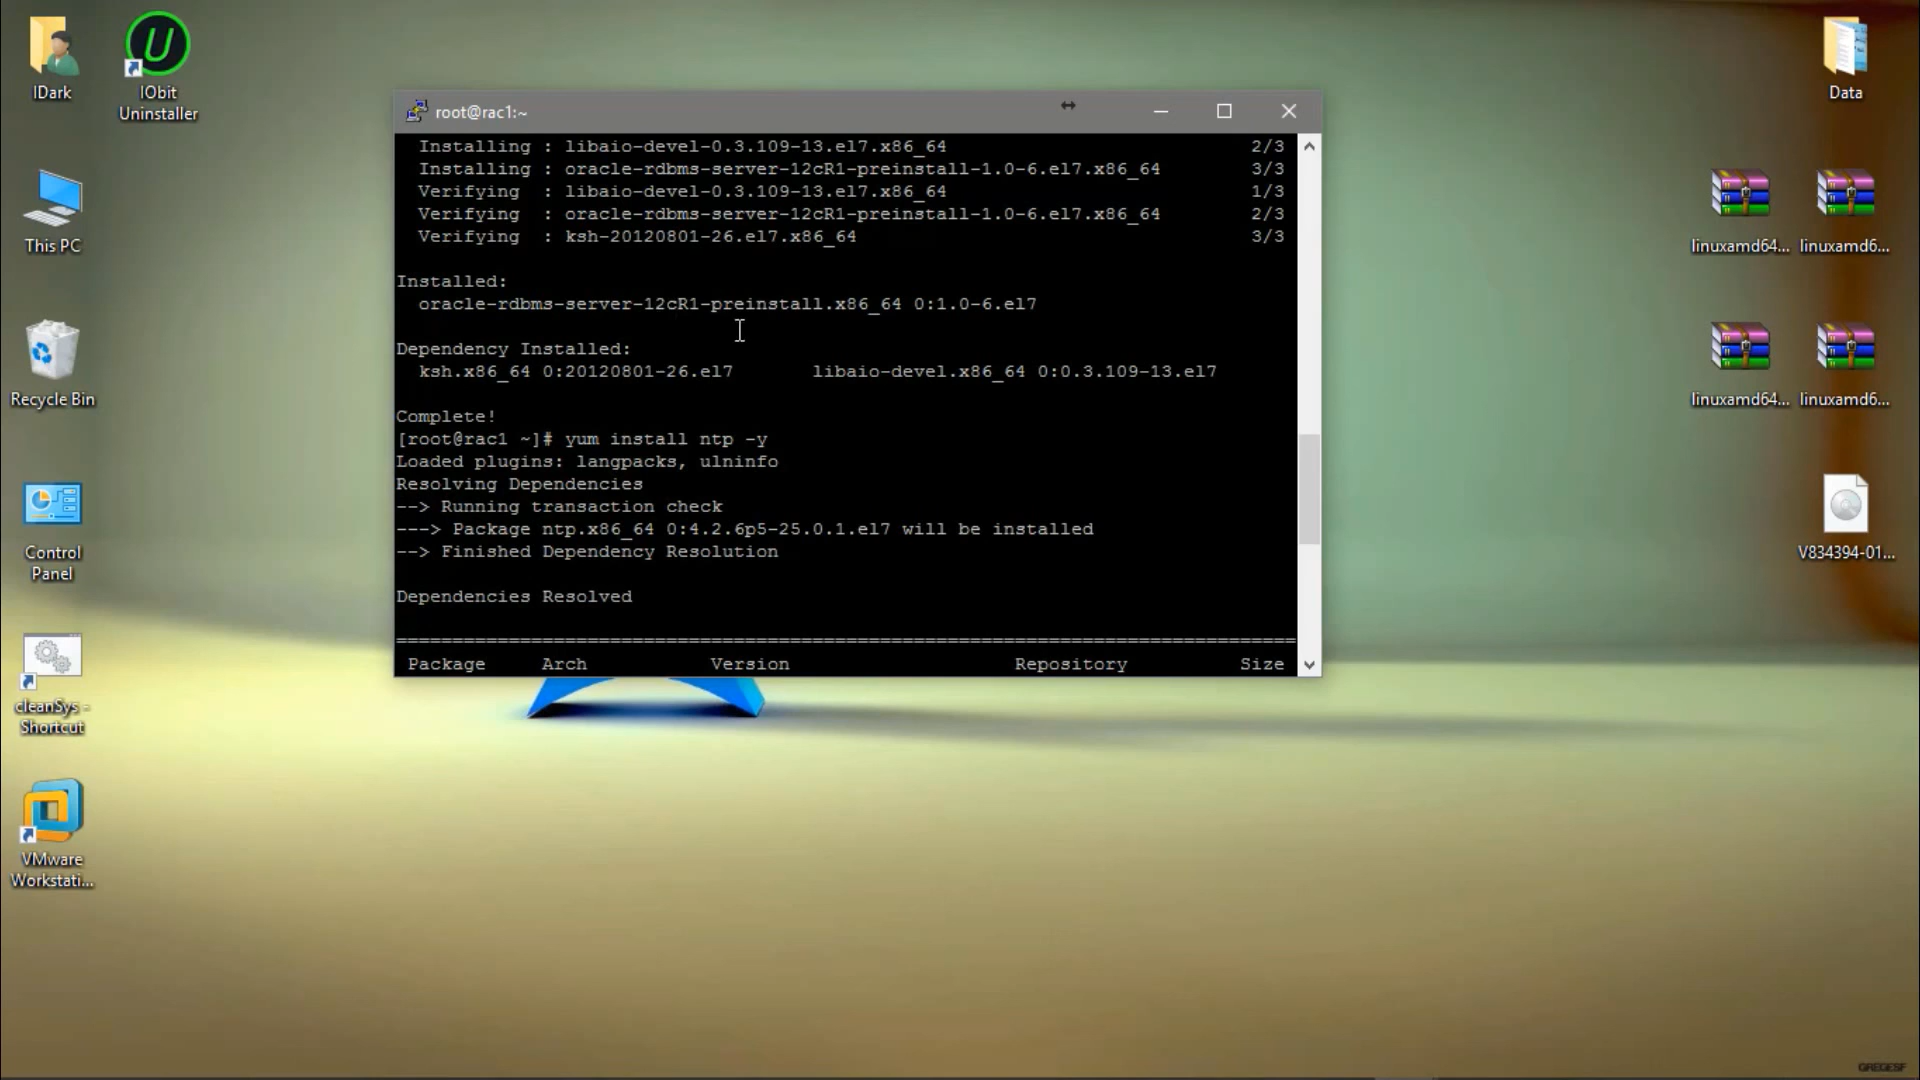 IDark
IObit
Uninstaller
This PC
Recycle Bin
Control
Panel
cleanSys -
Shortcut
VMware
Workstati...
root@rac1:~
Installing : libaio-devel-0.3.109-13.el7.x86_64 2/3
Installing : oracle-rdbms-server-12cR1-preinstall-1.0-6.el7.x86_64 3/3
Verifying : libaio-devel-0.3.109-13.el7.x86_64 1/3
Verifying : oracle-rdbms-server-12cR1-preinstall-1.0-6.el7.x86_64 2/3
Verifying : ksh-20120801-26.el7.x86_64 3/3
Installed:
oracle-rdbms-server-12cR1-preinstall.x86_64 0:1.0-6.el7
Dependency Installed:
ksh.x86_64 0:20120801-26.el7 libaio-devel.x86_64 0:0.3.109-13.el7
Complete!
[root@rac1 ~]# yum install ntp -y
Loaded plugins: langpacks, ulninfo
Resolving Dependencies
--> Running transaction check
---> Package ntp.x86_64 0:4.2.6p5-25.0.1.el7 will be installed
--> Finished Dependency Resolution
Dependencies Resolved
================================================================================
Package Arch Version Repository Size
Data
linuxamd64... linuxamd6...
linuxamd64... linuxamd6...
V834394-01...